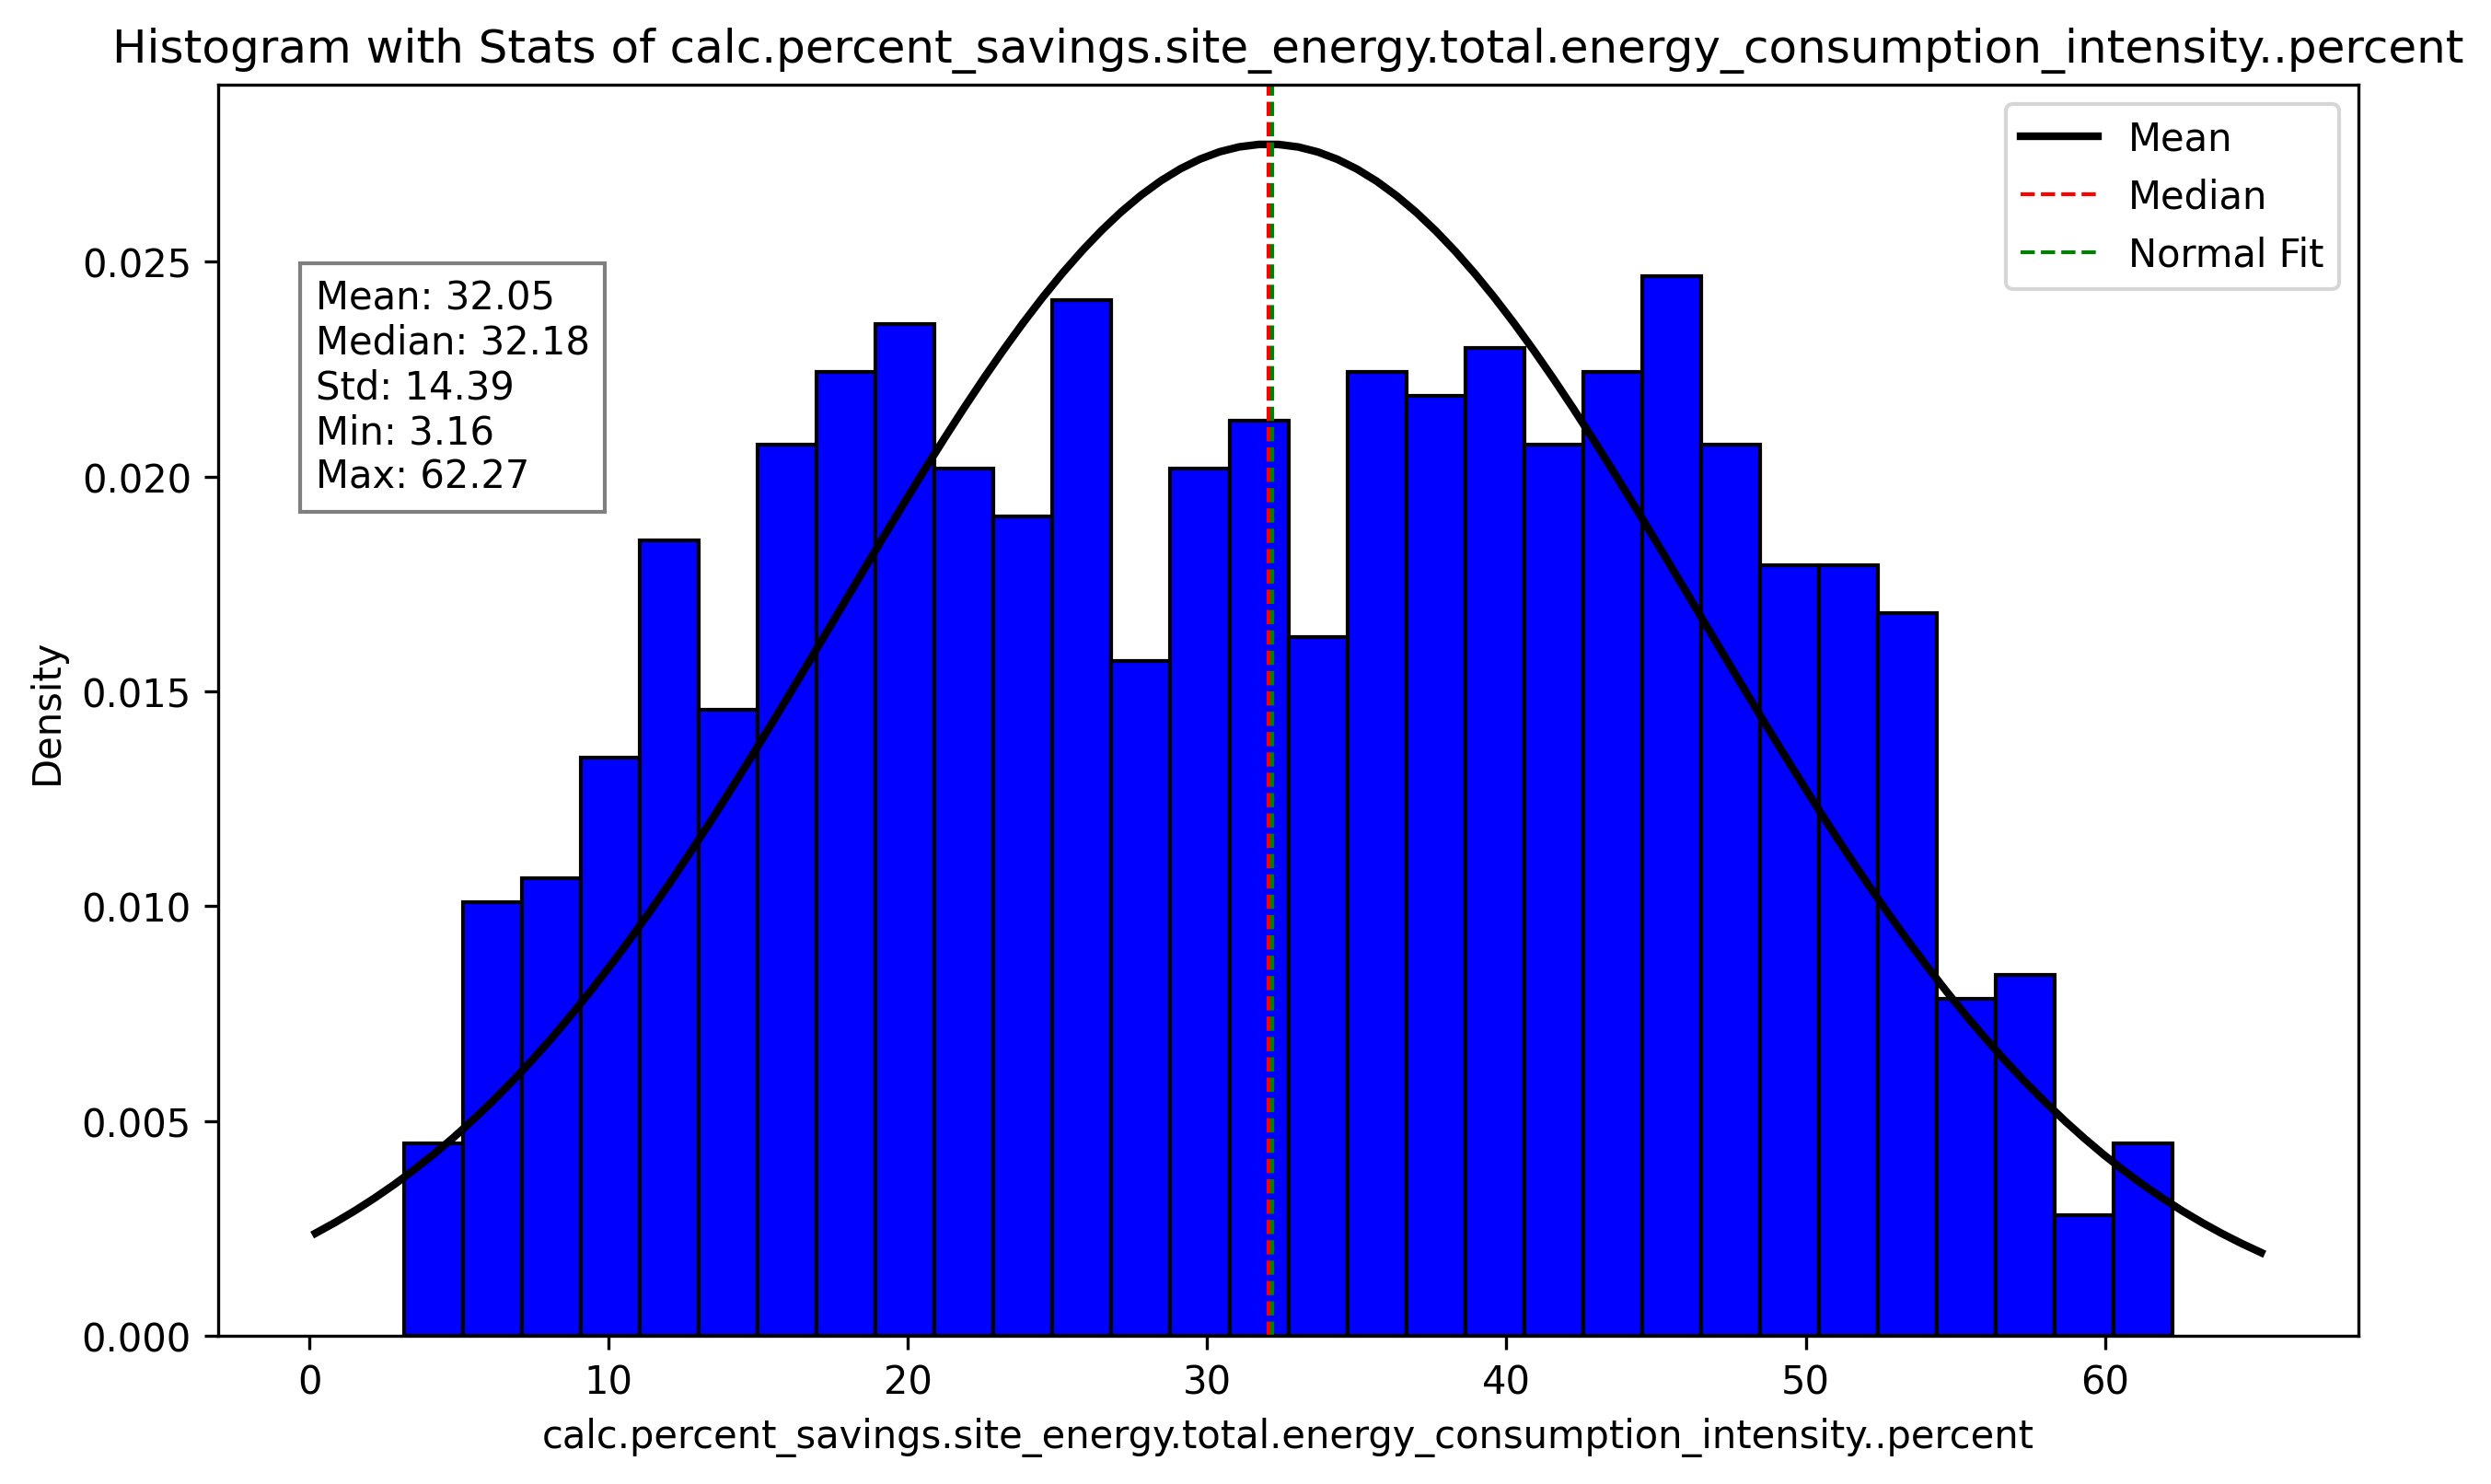 Histogram with Stats of calc.percent_savings.site_energy.total.energy_consumption_intensity..percent
Mean
Median
Normal Fit
Mean: 32.05
Median: 32.18
Std: 14.39
Min: 3.16
Max: 62.27
Density
0.025
0.020
0.015
0.010
0.005
0.000
0 10 20 30 40 50 60
calc.percent_savings.site_energy.total.energy_consumption_intensity..percent